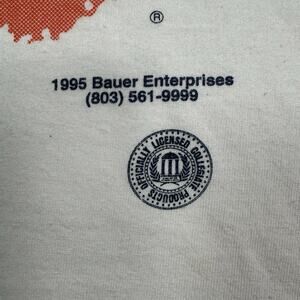 ®
1995 Bauer Enterprises
(803) 561-9999
OFFICIALLY LICENSED COLLEGIATE PRODUCTS